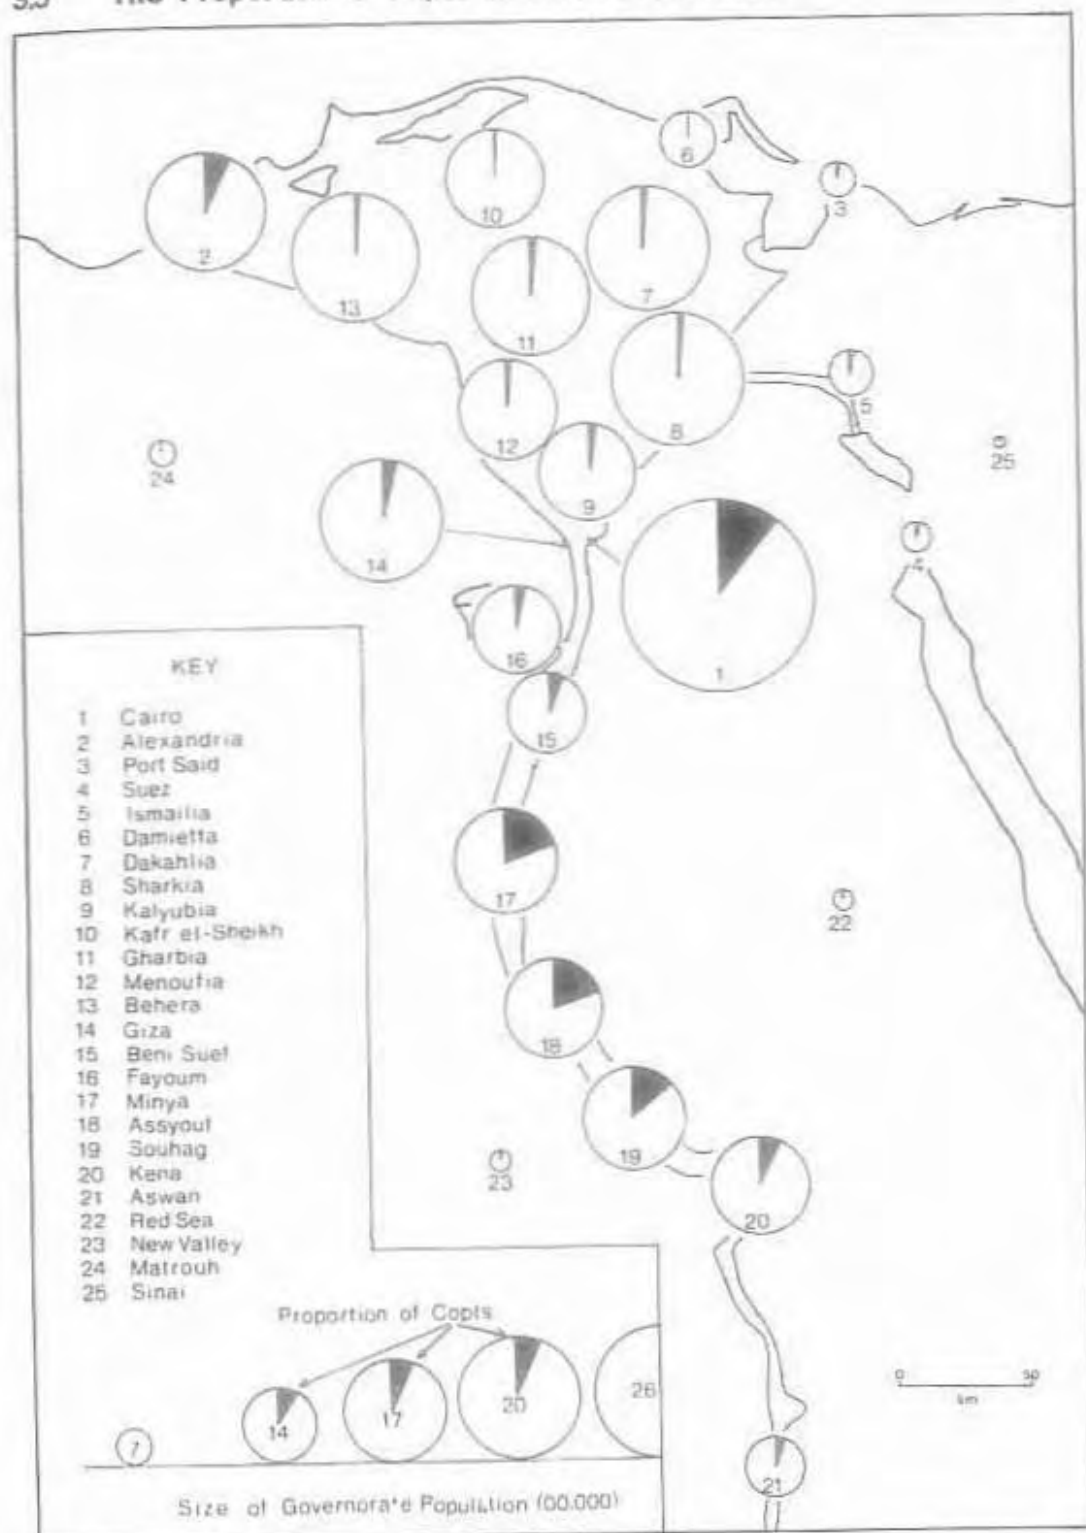 The
6
10
3
2
7
13
11
5
8
12
25
24
9
14
4
16
1
15
17
22
18
19
23
20
21
KEY
1 Cairo
2 Alexandria
3 Port Said
4 Suez
5 Ismailia
6 Damietta
7 Dakahlia
8 Sharkia
9 Kalyubia
10 Kafr el-Sheikh
11 Gharbia
12 Menoufia
13 Behera
14 Giza
15 Beni Suef
16 Fayoum
17 Minya
18 Assyout
19 Souhag
20 Kena
21 Aswan
22 Red Sea
23 New Valley
24 Matrouh
25 Sinai
Proportion of Copts
7
14
17
20
26
0 50
km
Size of Governorate Population (00.000)